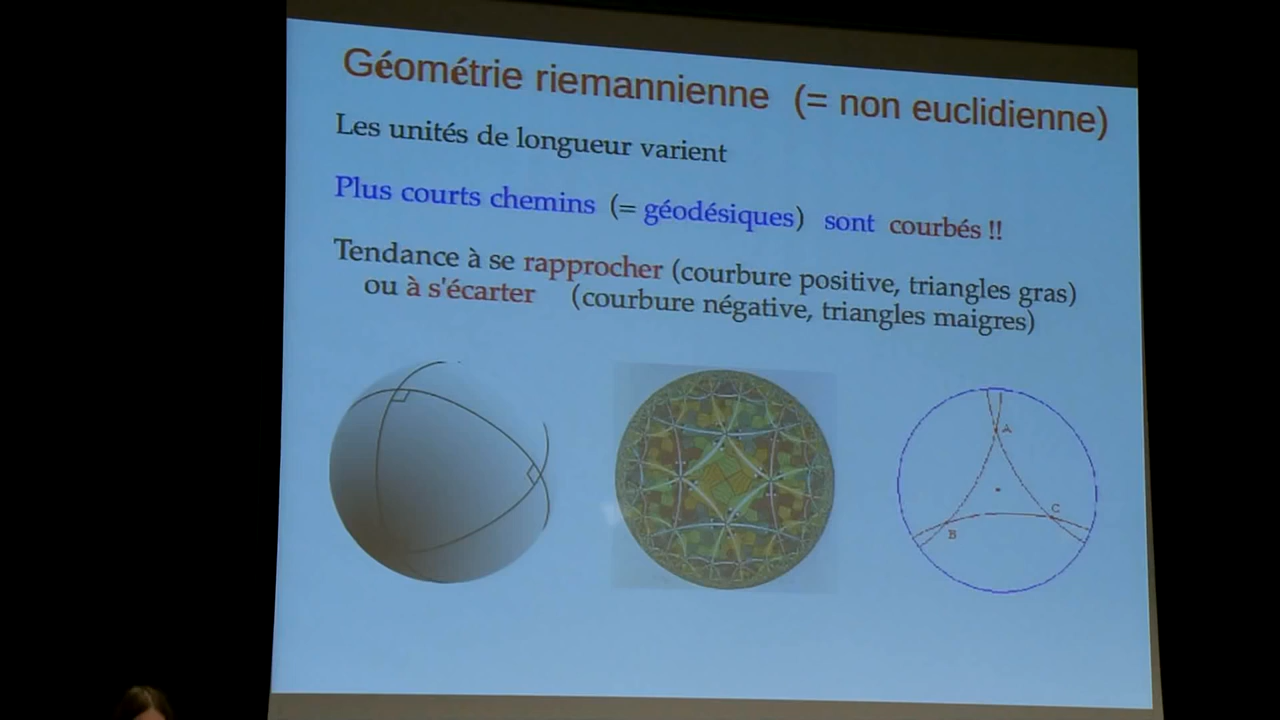 Géométrie riemannienne (= non euclidienne)
Les unités de longueur varient
Plus courts chemins (= géodésiques) sont courbés !!
Tendance à se rapprocher (courbure positive, triangles gras)
ou à s'écarter (courbure négative, triangles maigres)
A
C
B